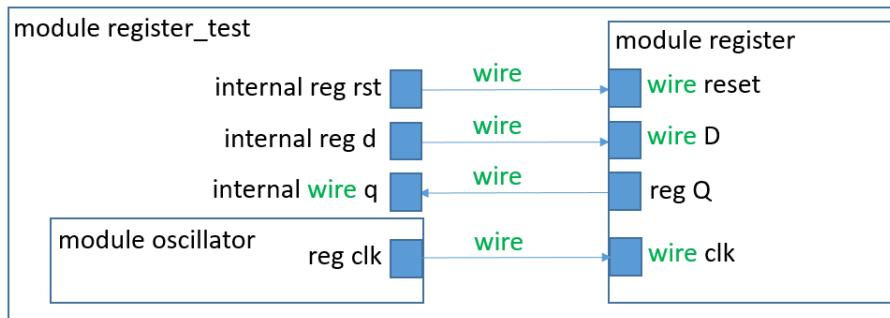 module register_test
module register
internal reg rst
wire
wire reset
internal reg d
wire
wire D
internal wire q
wire
reg Q
module oscillator
reg clk
wire
wire clk